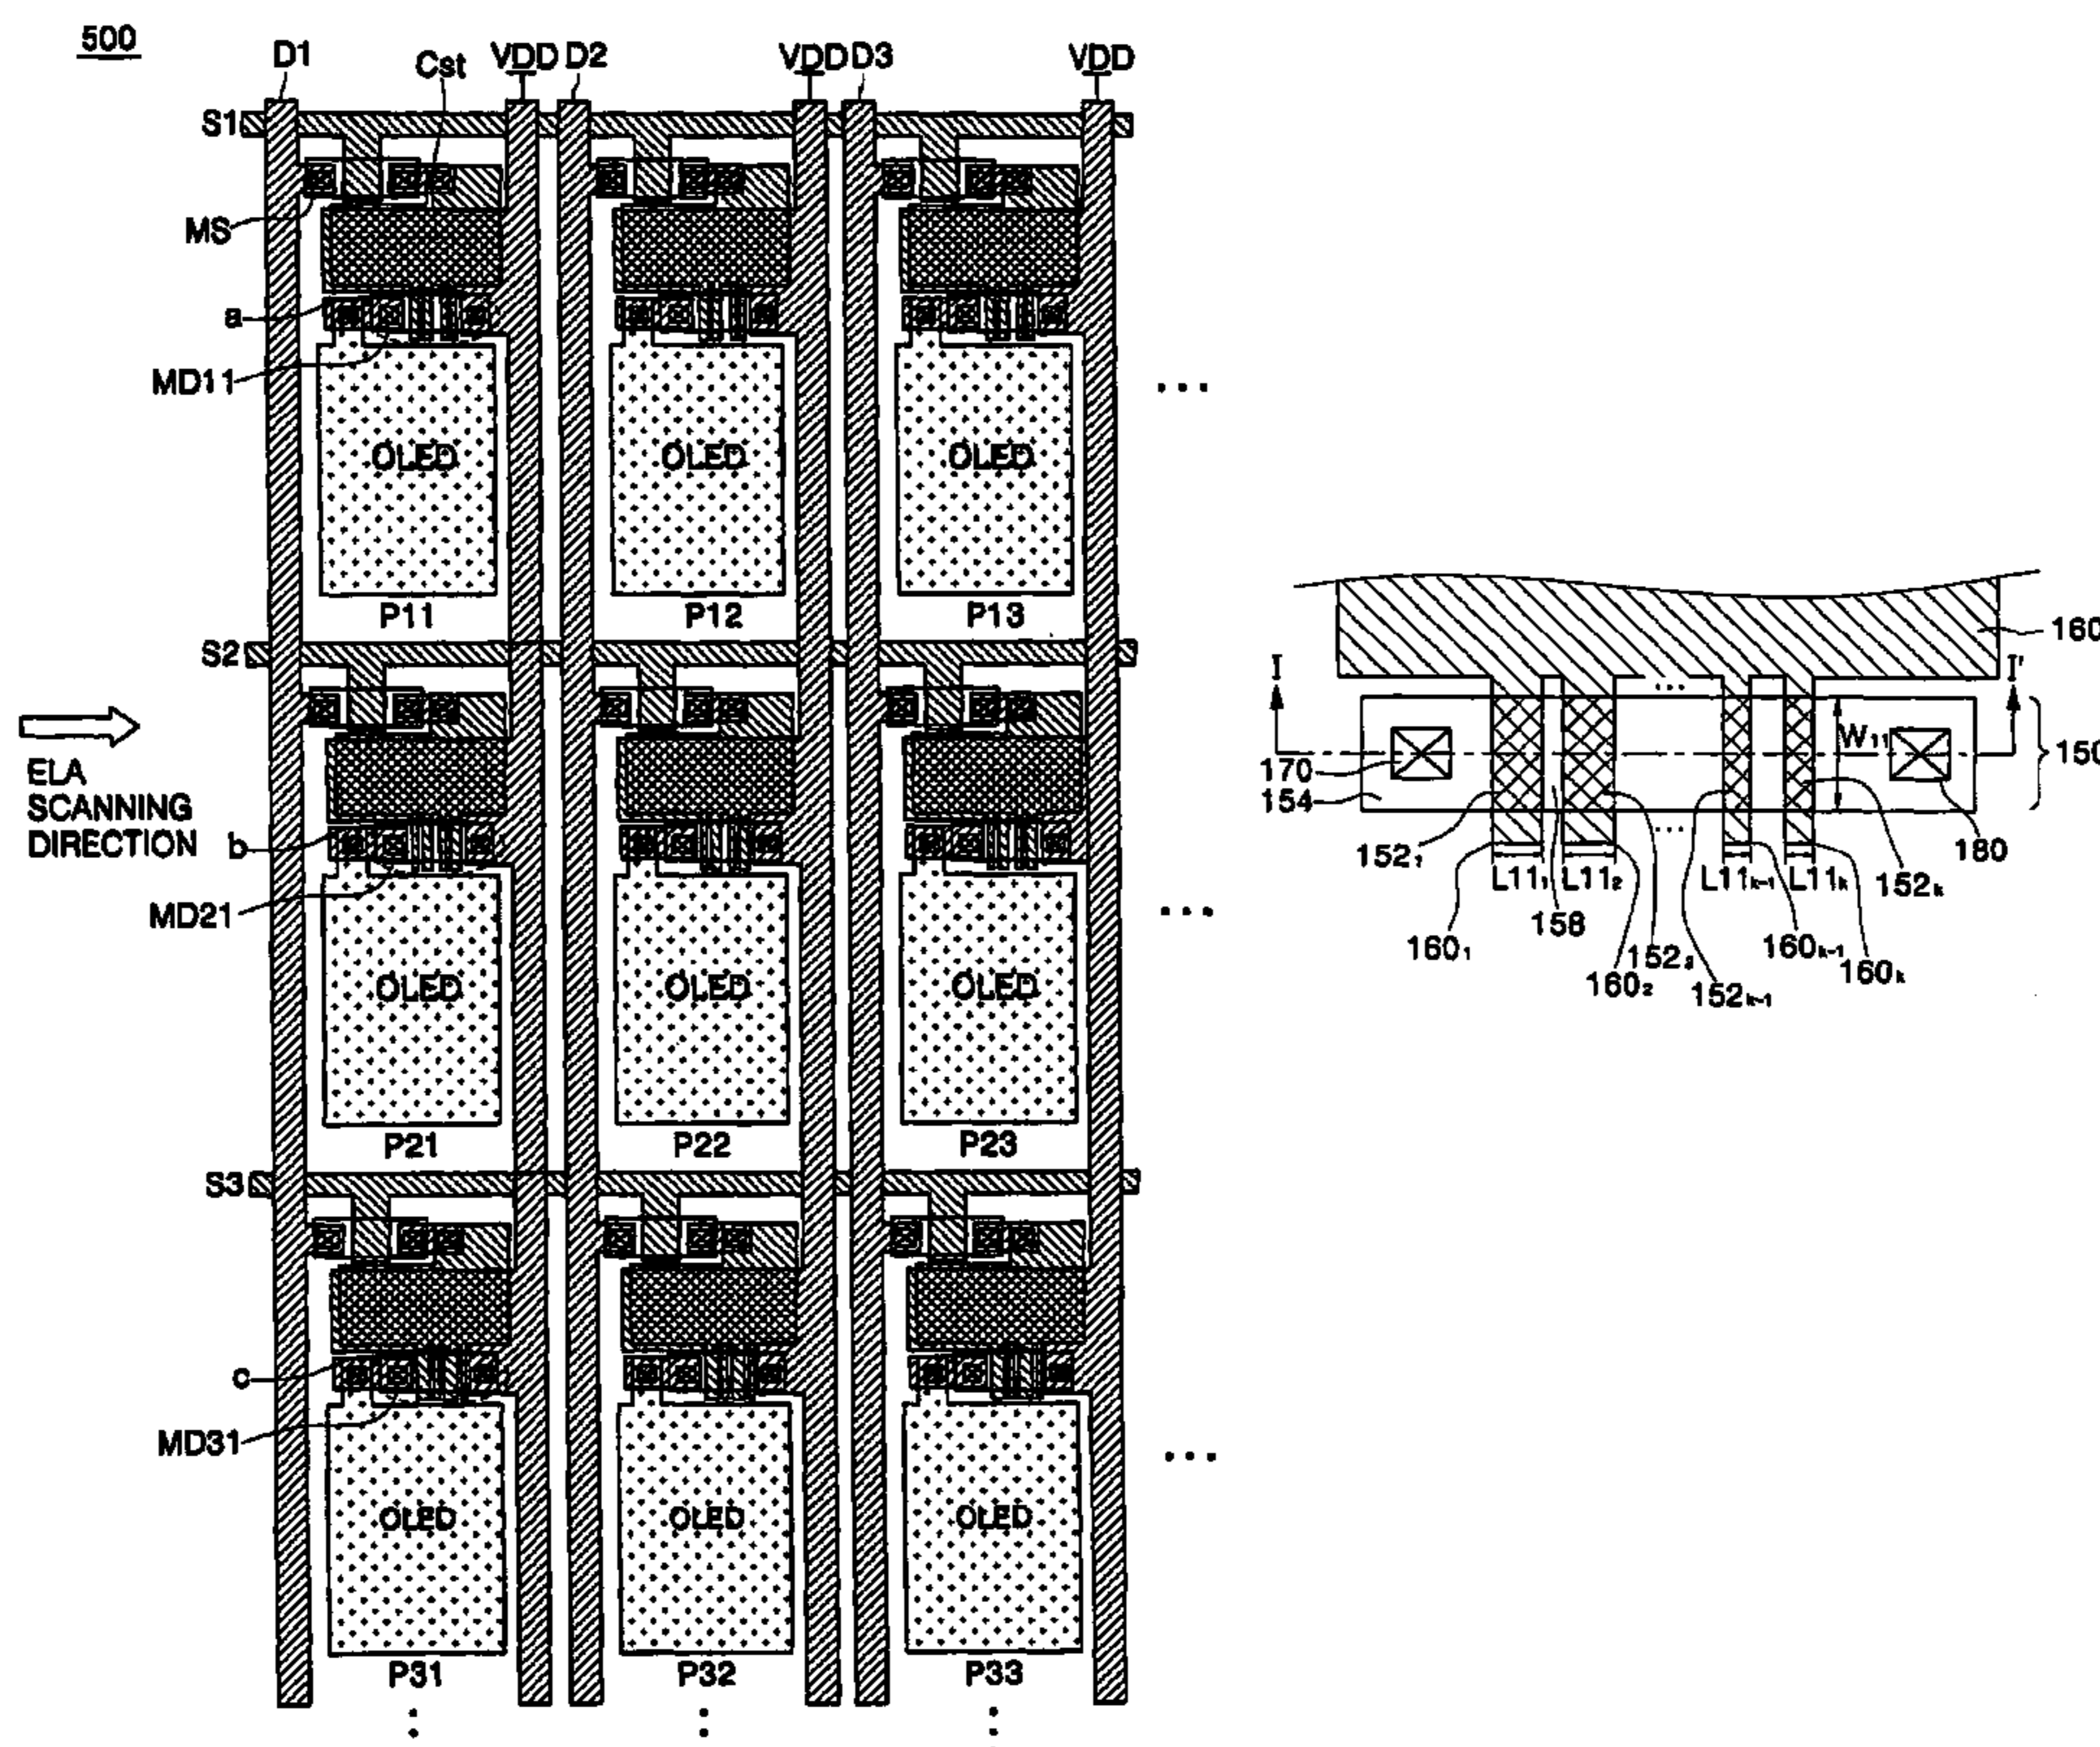 500
D1
Cst
VDD D2
VDD D3
VDD
S1
MS
a
MD11
OLED
OLED
OLED
...
P11
P12
P13
S2
ELA
SCANNING
DIRECTION
b
MD21
OLED
OLED
OLED
...
P21
P22
P23
S3
c
MD31
OLED
OLED
OLED
...
P31
P32
P33
160
I
I'
...
W₁₁
150
170
154
180
152₁
...
L11₁
L11₂
L11ₖ₋₁
L11ₖ
152ₖ
158
160₁
152₂
160₂
152ₖ₋₁
160ₖ₋₁
160ₖ